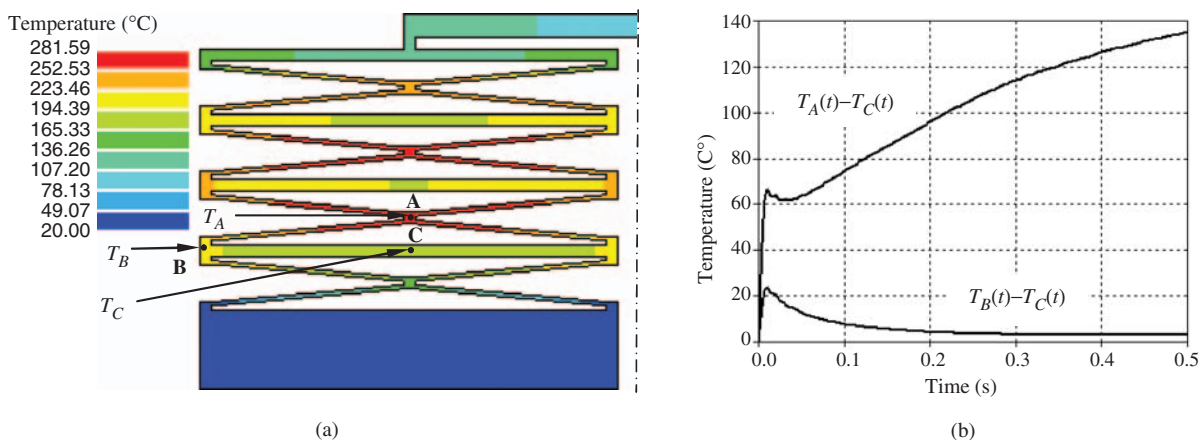 Temperature (°C)
281.59
252.53
223.46
194.39
165.33
136.26
107.20
78.13
49.07
20.00
T_A
A
C
T_B
B
T_C
(a)
Temperature (C°)
140
120
100
80
60
40
20
0
T_A(t)–T_C(t)
T_B(t)–T_C(t)
0.0 0.1 0.2 0.3 0.4 0.5
Time (s)
(b)